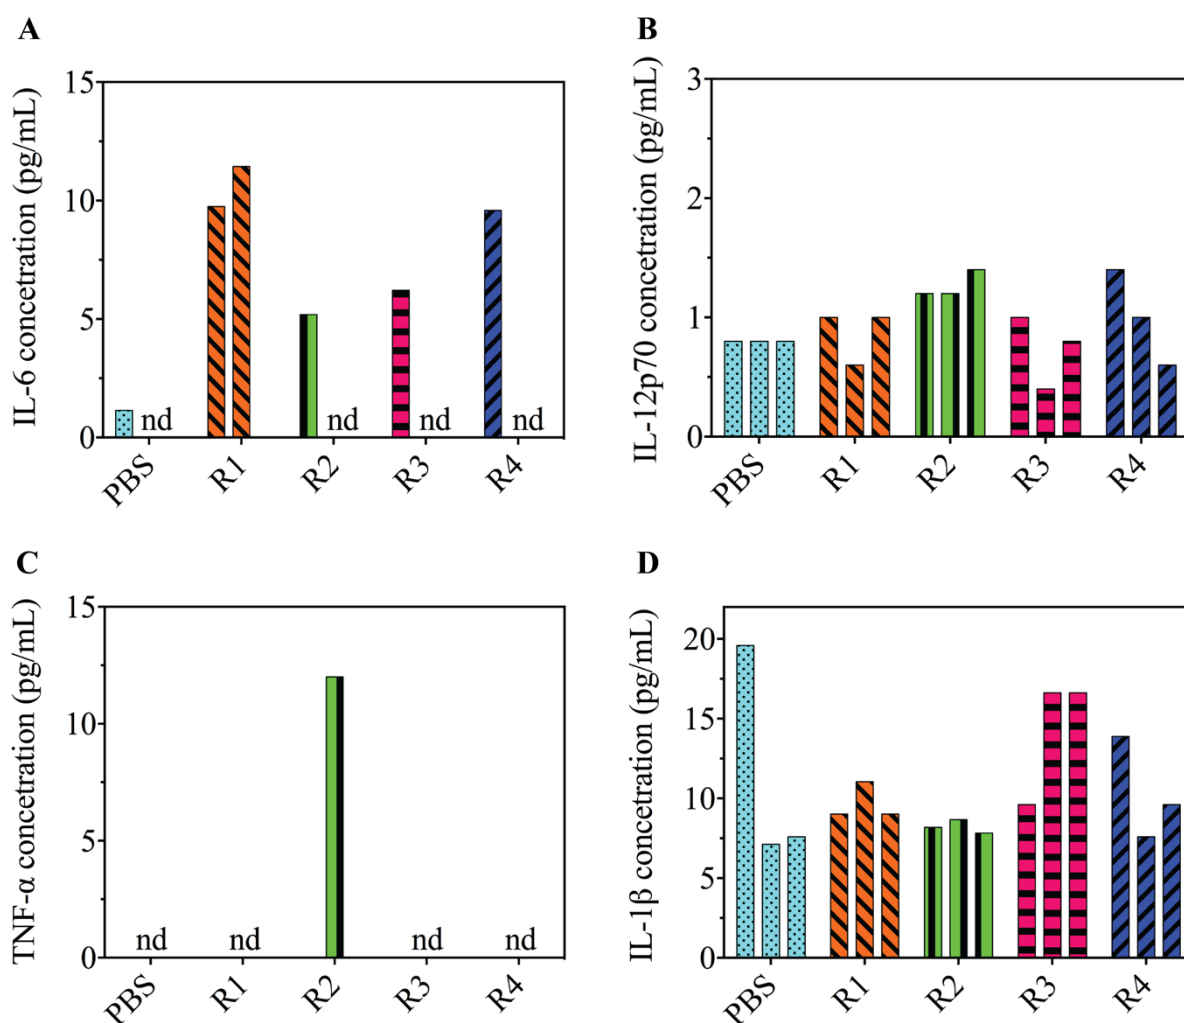 A
IL-6 concetration (pg/mL)
15
10
5
0
nd
nd
nd
nd
PBS
R1
R2
R3
R4
B
IL-12p70 concetration (pg/mL)
3
2
1
0
PBS
R1
R2
R3
R4
C
TNF-α concetration (pg/mL)
15
10
5
0
nd
nd
nd
nd
PBS
R1
R2
R3
R4
D
IL-1β concetration (pg/mL)
20
15
10
5
0
PBS
R1
R2
R3
R4